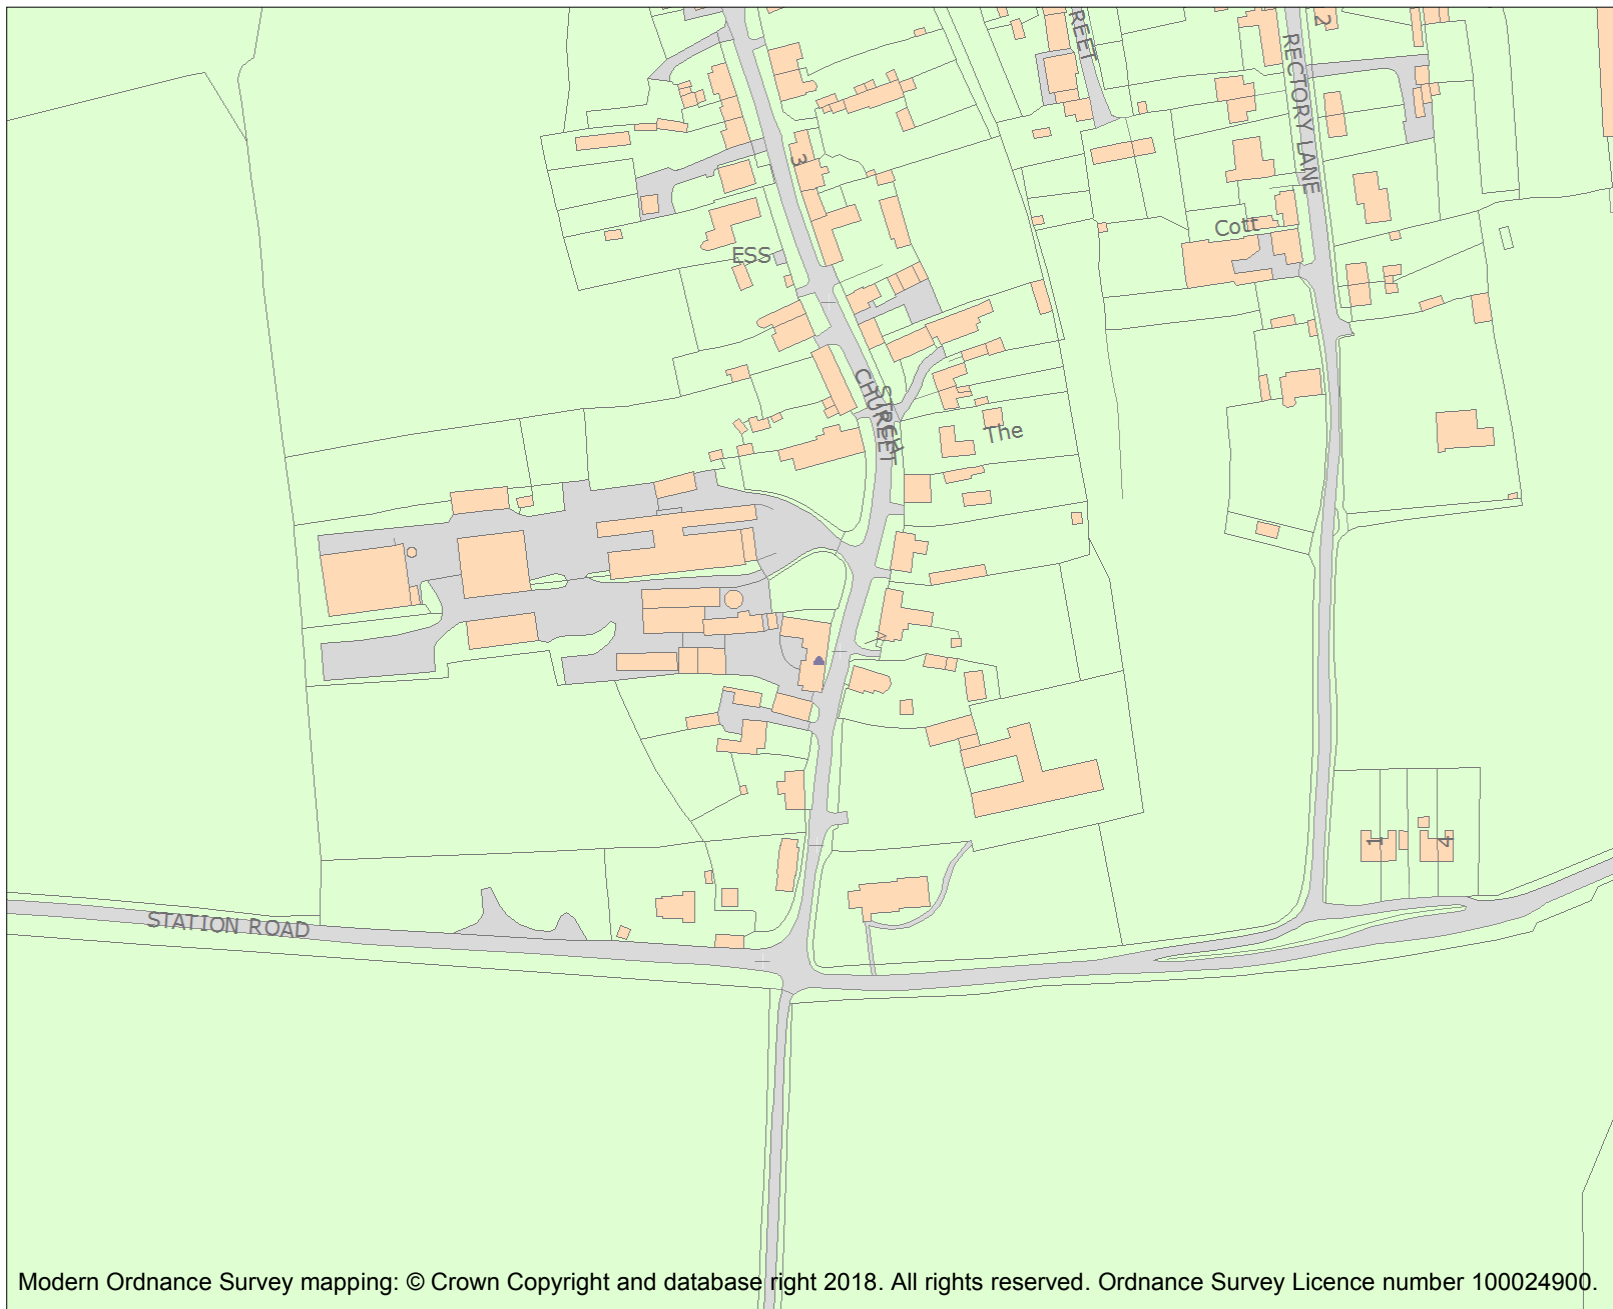 REET
2
RECTORY LANE
3
Cott
ESS
CHURCH
STREET
The
1
4
STATION ROAD
Modern Ordnance Survey mapping: © Crown Copyright and database right 2018. All rights reserved. Ordnance Survey Licence number 100024900.